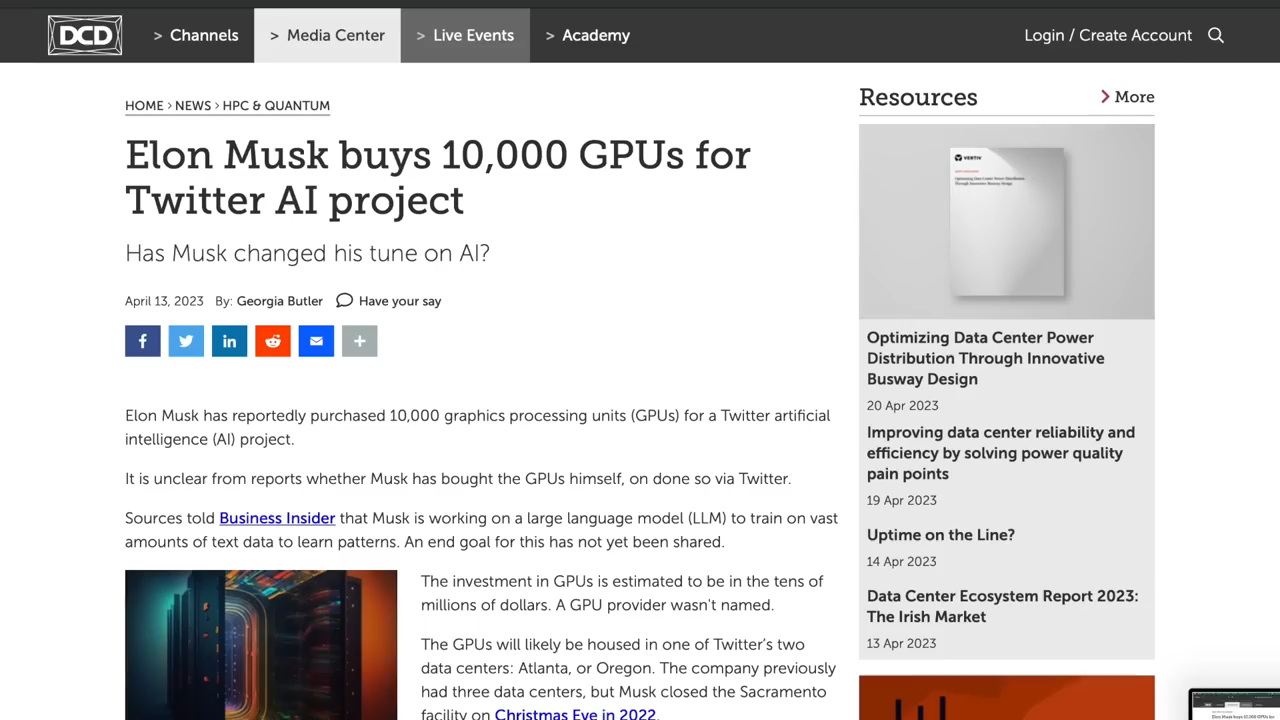 DCD
> Channels
> Media Center
> Live Events
> Academy
Login / Create Account
HOME > NEWS > HPC & QUANTUM
Elon Musk buys 10,000 GPUs for
Twitter AI project
Has Musk changed his tune on AI?
April 13, 2023 By: Georgia Butler Have your say
Elon Musk has reportedly purchased 10,000 graphics processing units (GPUs) for a Twitter artificial
intelligence (AI) project.
It is unclear from reports whether Musk has bought the GPUs himself, on done so via Twitter.
Sources told Business Insider that Musk is working on a large language model (LLM) to train on vast
amounts of text data to learn patterns. An end goal for this has not yet been shared.
The investment in GPUs is estimated to be in the tens of
millions of dollars. A GPU provider wasn't named.
The GPUs will likely be housed in one of Twitter's two
data centers: Atlanta, or Oregon. The company previously
had three data centers, but Musk closed the Sacramento
facility on Christmas Eve in 2022.
Resources
> More
VERTIV
Optimizing Data Center Power Distribution
Through Innovative Busway Design
Optimizing Data Center Power
Distribution Through Innovative
Busway Design
20 Apr 2023
Improving data center reliability and
efficiency by solving power quality
pain points
19 Apr 2023
Uptime on the Line?
14 Apr 2023
Data Center Ecosystem Report 2023:
The Irish Market
13 Apr 2023